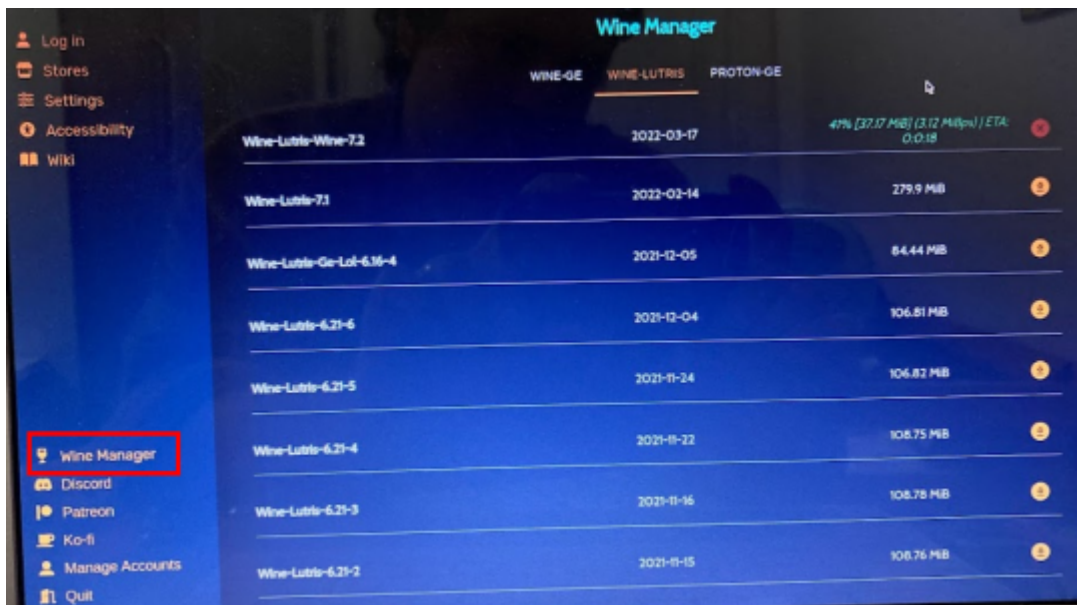 Wine Manager
Log in
Stores
Settings
Accessibility
Wiki
WINE-GE WINE-LUTRIS PROTON-GE
Wine-Lutris-Wine-7.2 2022-03-17 41% [37.17 MiB] (3.12 MiBps) | ETA: 0:0:18
Wine-Lutris-7.1 2022-02-14 279.9 MiB
Wine-Lutris-Ge-Lol-6.16-4 2021-12-05 84.44 MiB
Wine-Lutris-6.21-6 2021-12-04 106.81 MiB
Wine-Lutris-6.21-5 2021-11-24 106.82 MiB
Wine-Lutris-6.21-4 2021-11-22 108.75 MiB
Wine-Lutris-6.21-3 2021-11-16 108.78 MiB
Wine-Lutris-6.21-2 2021-11-15 108.76 MiB
Wine Manager
Discord
Patreon
Ko-fi
Manage Accounts
Quit